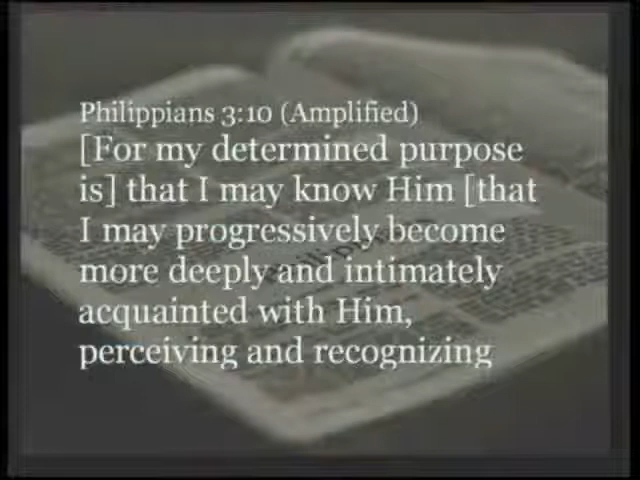 Philippians 3:10 (Amplified)
[For my determined purpose
is] that I may know Him [that
I may progressively become
more deeply and intimately
acquainted with Him,
perceiving and recognizing